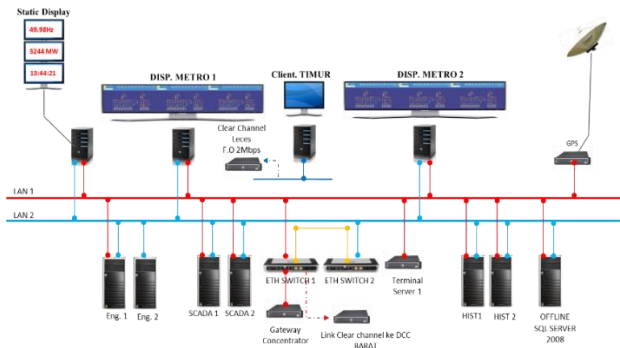 Static Display
49.98Hz
5244 MW
13:44:21
DISP. METRO 1
Client. TIMUR
DISP. METRO 2
Clear Channel
Leces
F.O 2Mbps
GPS
LAN 1
LAN 2
Eng. 1
Eng. 2
SCADA 1
SCADA 2
ETH SWITCH 1
ETH SWITCH 2
Terminal
Server 1
HIST1
HIST 2
OFFLINE
SQL SERVER
2008
Gateway
Concentrator
Link Clear channel ke DCC
BARAT